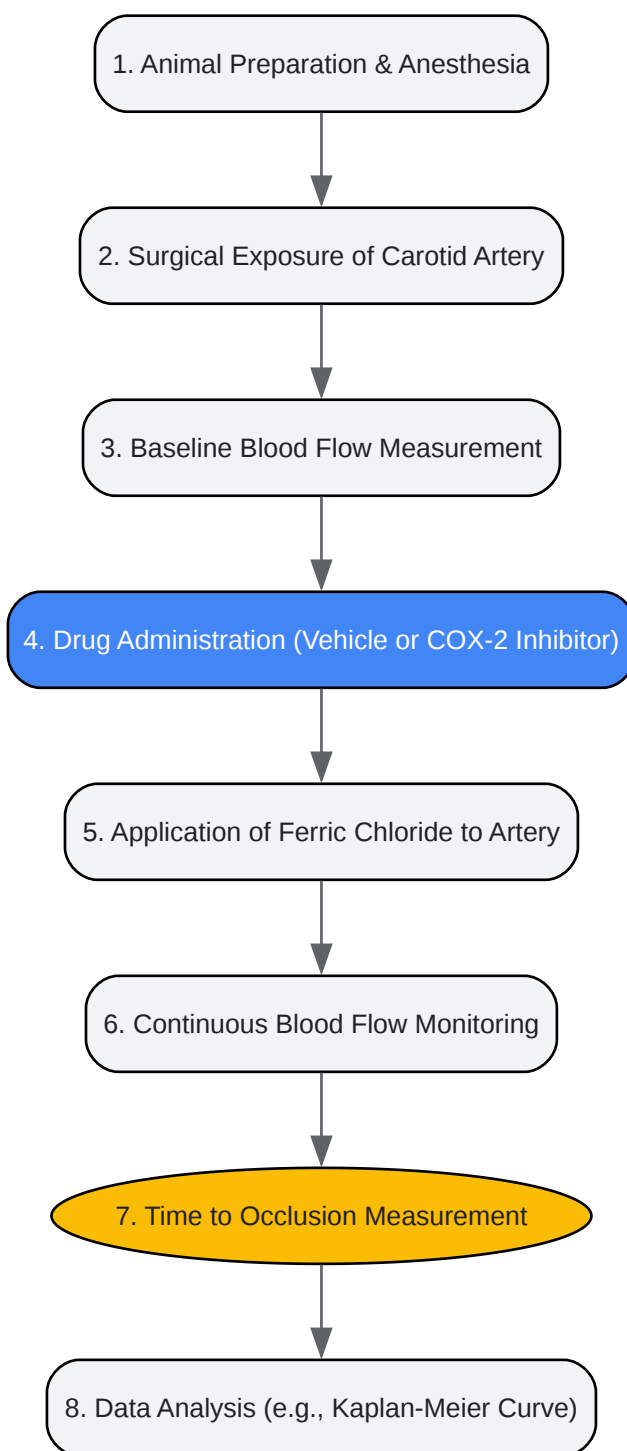 1. Animal Preparation & Anesthesia
2. Surgical Exposure of Carotid Artery
3. Baseline Blood Flow Measurement
4. Drug Administration (Vehicle or COX-2 Inhibitor)
5. Application of Ferric Chloride to Artery
6. Continuous Blood Flow Monitoring
7. Time to Occlusion Measurement
8. Data Analysis (e.g., Kaplan-Meier Curve)